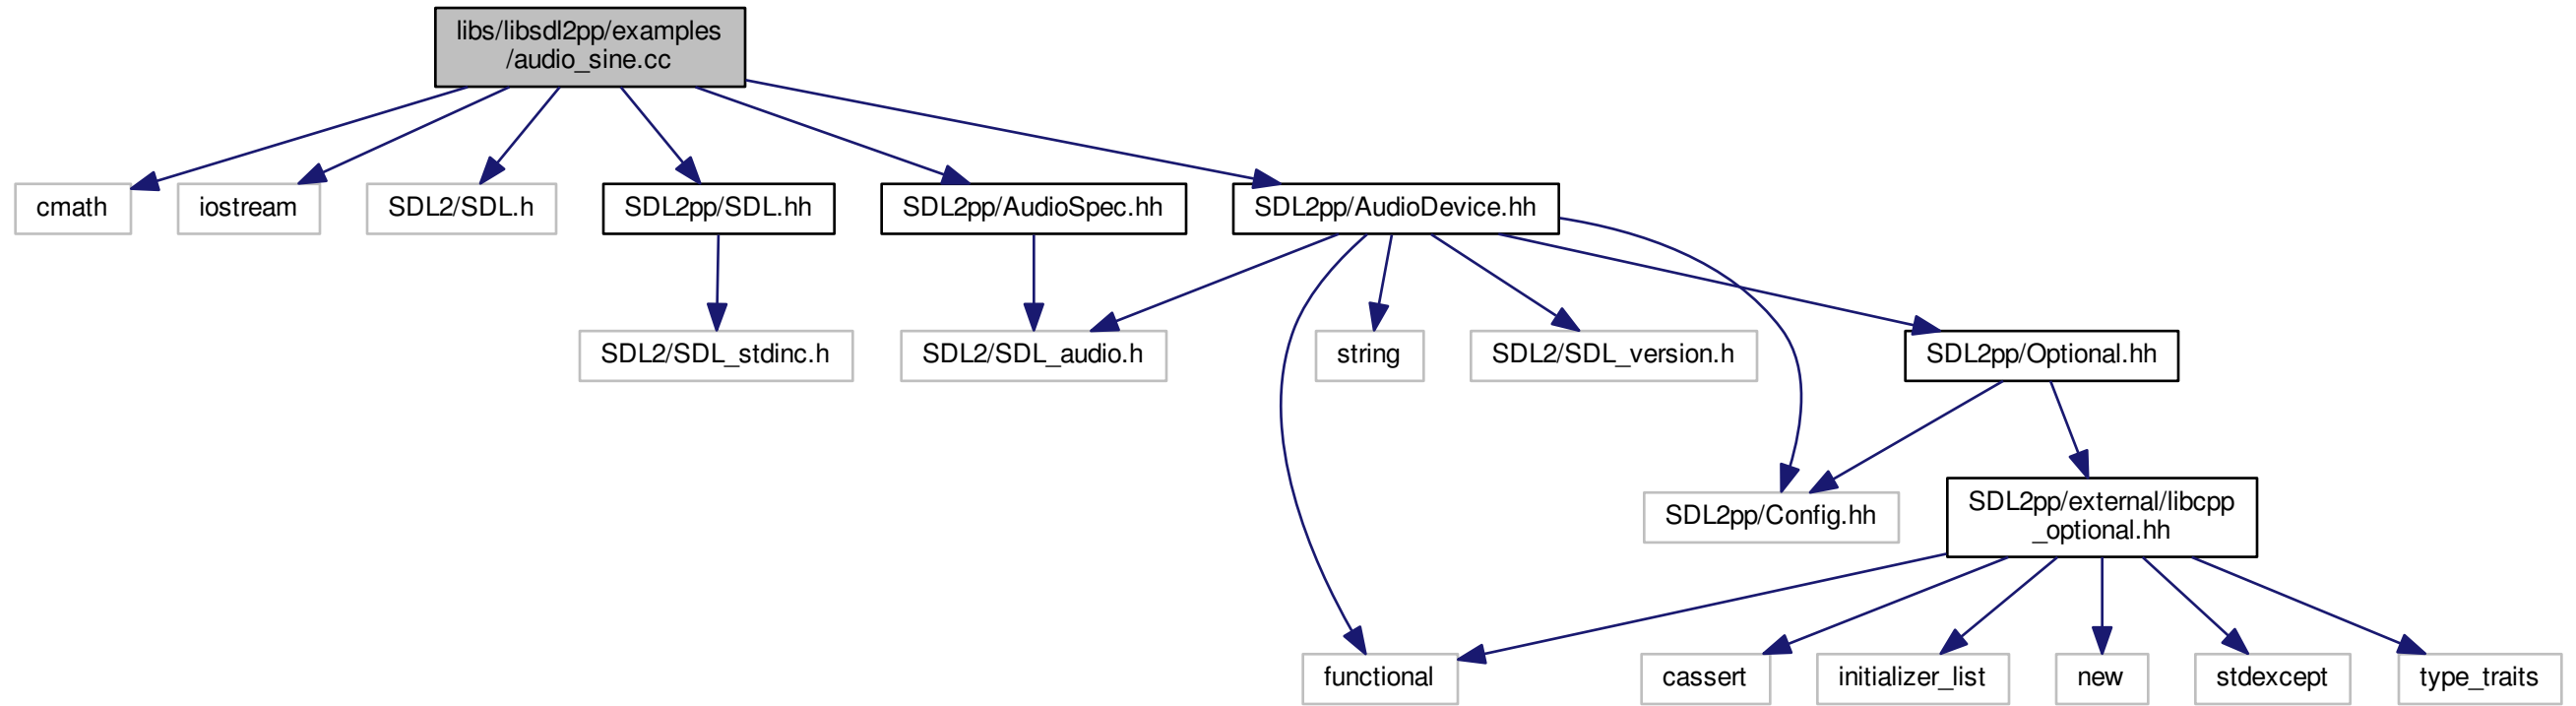 libs/libsdl2pp/examples
/audio_sine.cc
cmath
iostream
SDL2/SDL.h
SDL2pp/SDL.hh
SDL2pp/AudioSpec.hh
SDL2pp/AudioDevice.hh
SDL2/SDL_stdinc.h
SDL2/SDL_audio.h
string
SDL2/SDL_version.h
SDL2pp/Optional.hh
SDL2pp/Config.hh
SDL2pp/external/libcpp
_optional.hh
functional
cassert
initializer_list
new
stdexcept
type_traits